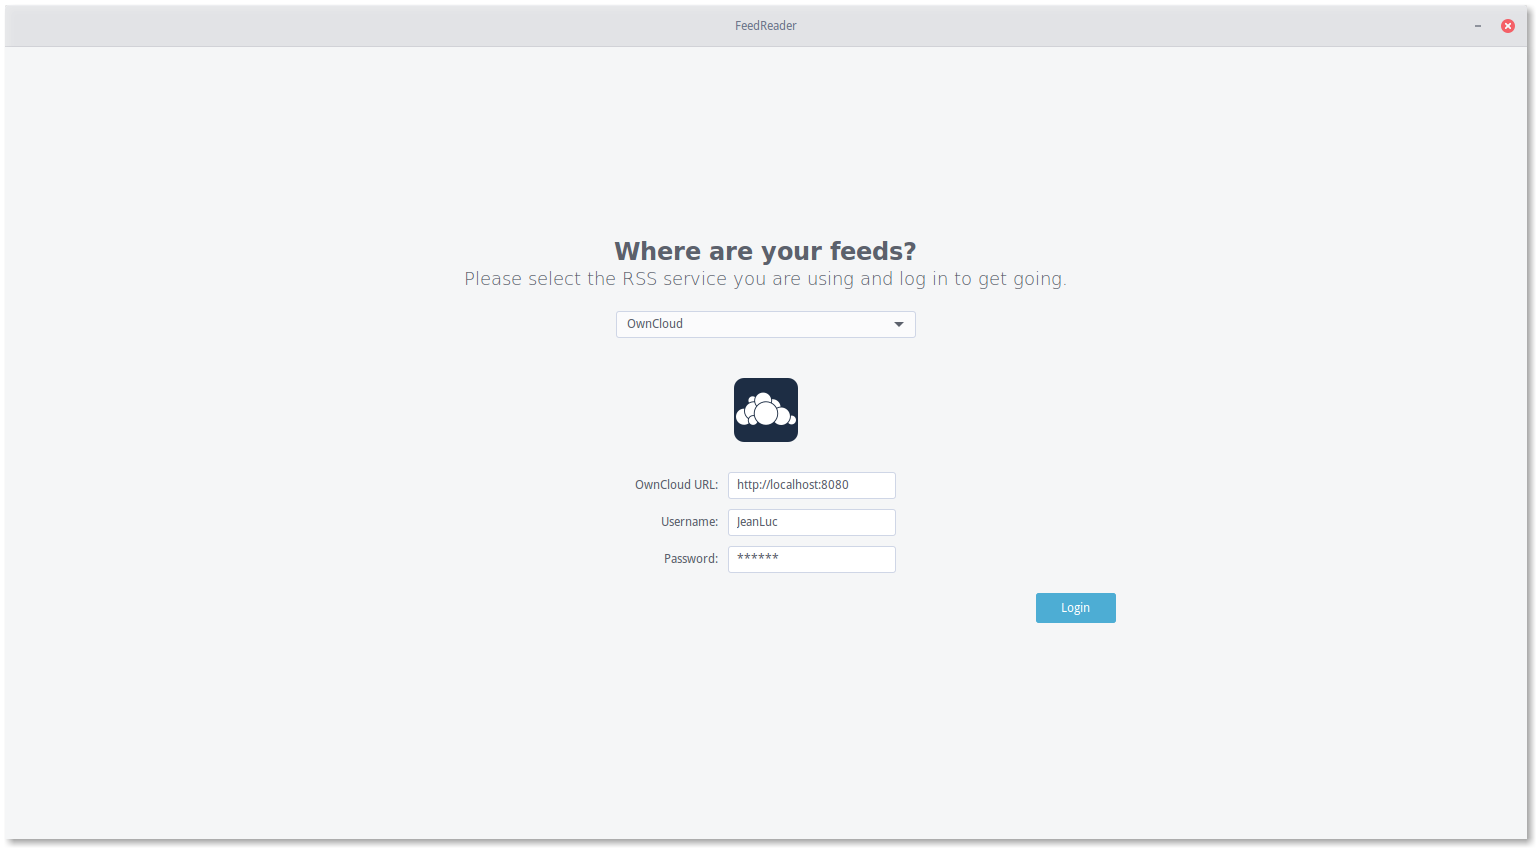 FeedReader
Where are your feeds?
Please select the RSS service you are using and log in to get going.
OwnCloud
OwnCloud URL: http://localhost:8080
Username: JeanLuc
Password: ******
Login